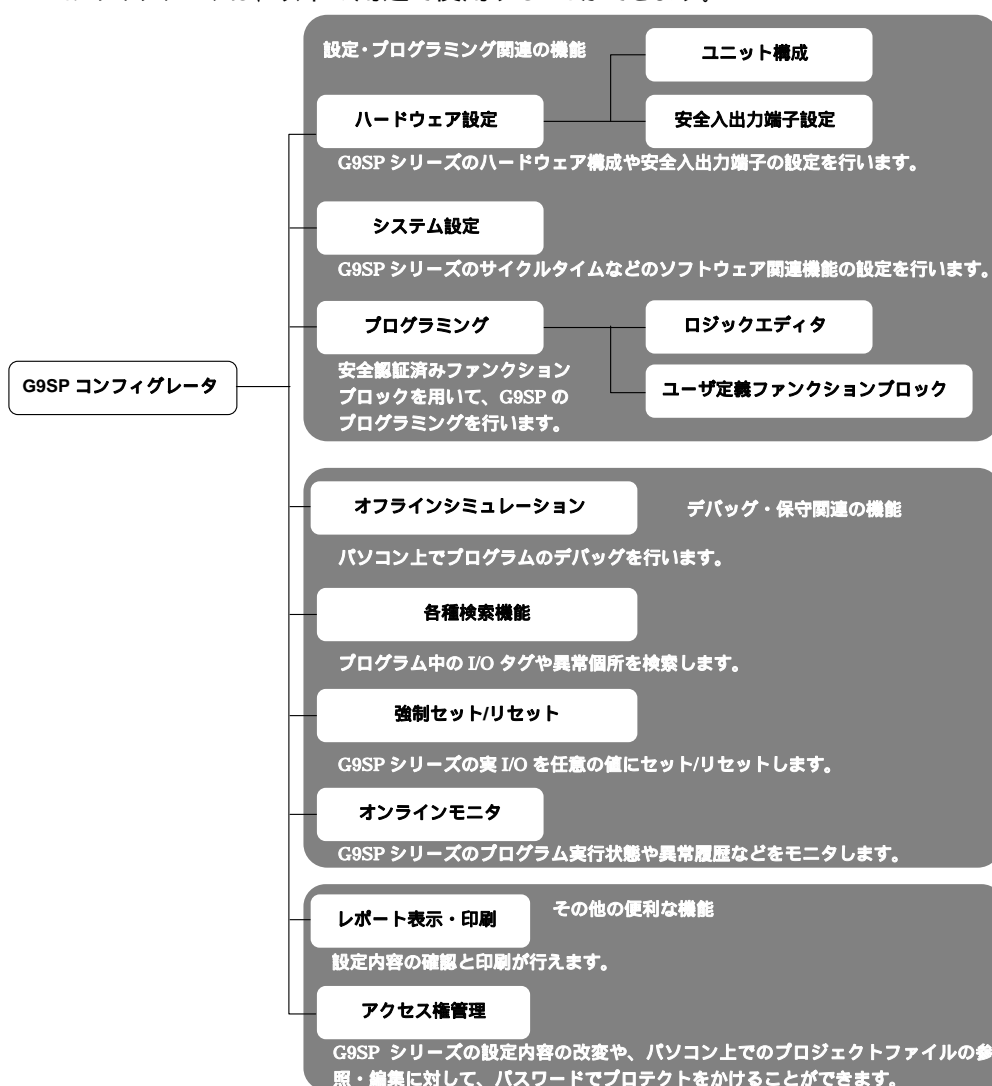 設定・プログラミング関連の機能
ユニット構成
ハードウェア設定
安全入出力端子設定
G9SP シリーズのハードウェア構成や安全入出力端子の設定を行います。
システム設定
G9SP シリーズのサイクルタイムなどのソフトウェア関連機能の設定を行います。
プログラミング
ロジックエディタ
安全認証済みファンクション
ブロックを用いて、G9SP の
プログラミングを行います。
ユーザ定義ファンクションブロック
G9SP コンフィグレータ
オフラインシミュレーション
デバッグ・保守関連の機能
パソコン上でプログラムのデバッグを行います。
各種検索機能
プログラム中の I/O タグや異常個所を検索します。
強制セット/リセット
G9SP シリーズの実 I/O を任意の値にセット/リセットします。
オンラインモニタ
G9SP シリーズのプログラム実行状態や異常履歴などをモニタします。
レポート表示・印刷
その他の便利な機能
設定内容の確認と印刷が行えます。
アクセス権管理
G9SP シリーズの設定内容の改変や、パソコン上でのプロジェクトファイルの参
照・編集に対して、パスワードでプロテクトをかけることができます。